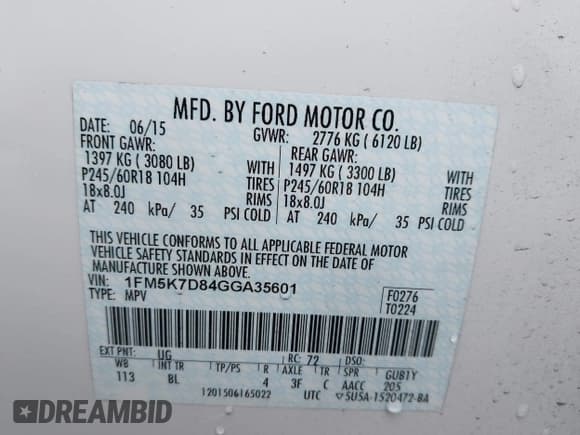 MFD. BY FORD MOTOR CO.
DATE: 06/15 GVWR: 2776 KG ( 6120 LB)
FRONT GAWR: REAR GAWR:
1397 KG ( 3080 LB) WITH 1497 KG ( 3300 LB) WITH
P245/60R18 104H TIRES P245/60R18 104H TIRES
18x8.0J RIMS 18x8.0J RIMS
AT 240 kPa/ 35 PSI COLD AT 240 kPa/ 35 PSI COLD
THIS VEHICLE CONFORMS TO ALL APPLICABLE FEDERAL MOTOR
VEHICLE SAFETY STANDARDS IN EFFECT ON THE DATE OF
MANUFACTURE SHOWN ABOVE.
VIN: 1FM5K7D84GGA35601 F0276
TYPE: MPV T0224
EXT PNT: UG RC: 72 DSO:
WB INT TR TP/PS R AXLE TR SPR GUB1Y
113 BL 4 3F C AACC 205
1201506165022 UTC 5U5A-1520472-BA
DREAMBID